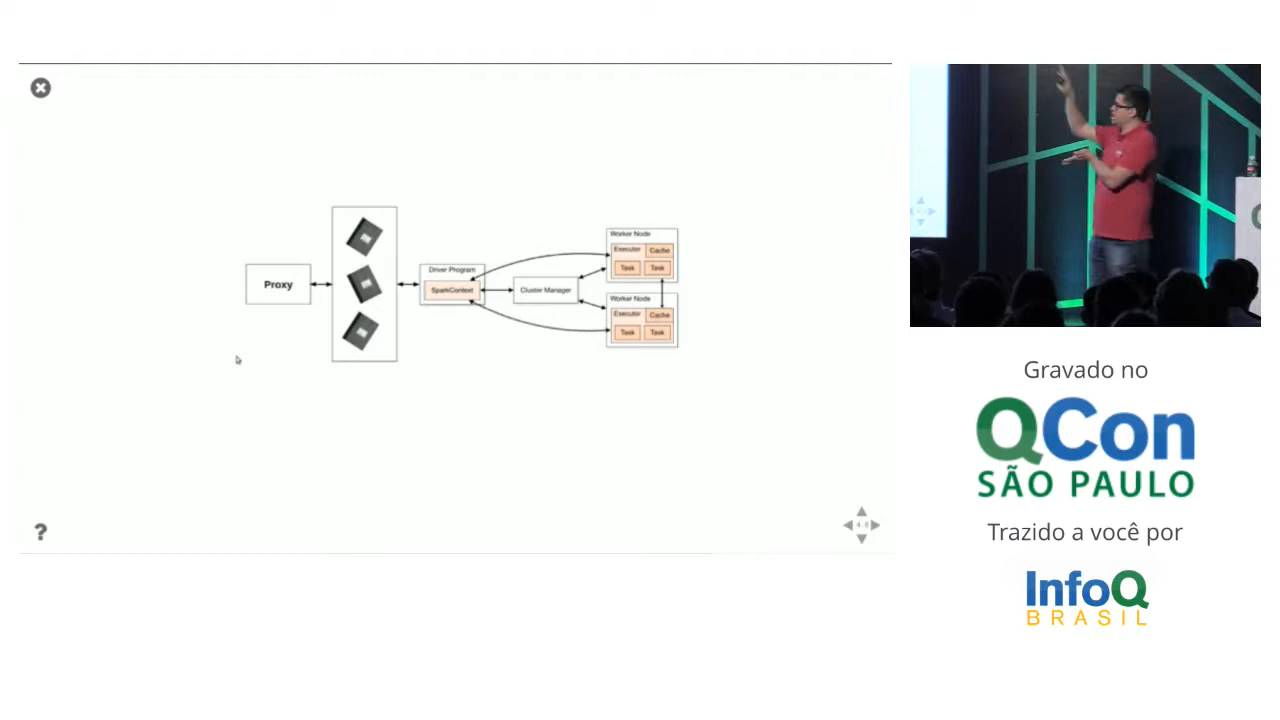 Proxy
Driver Program
SparkContext
Cluster Manager
Worker Node
Executor
Cache
Task
Task
Worker Node
Executor
Cache
Task
Task
?
Gravado no
QCon
SÃO PAULO
Trazido a você por
InfoQ
BRASIL